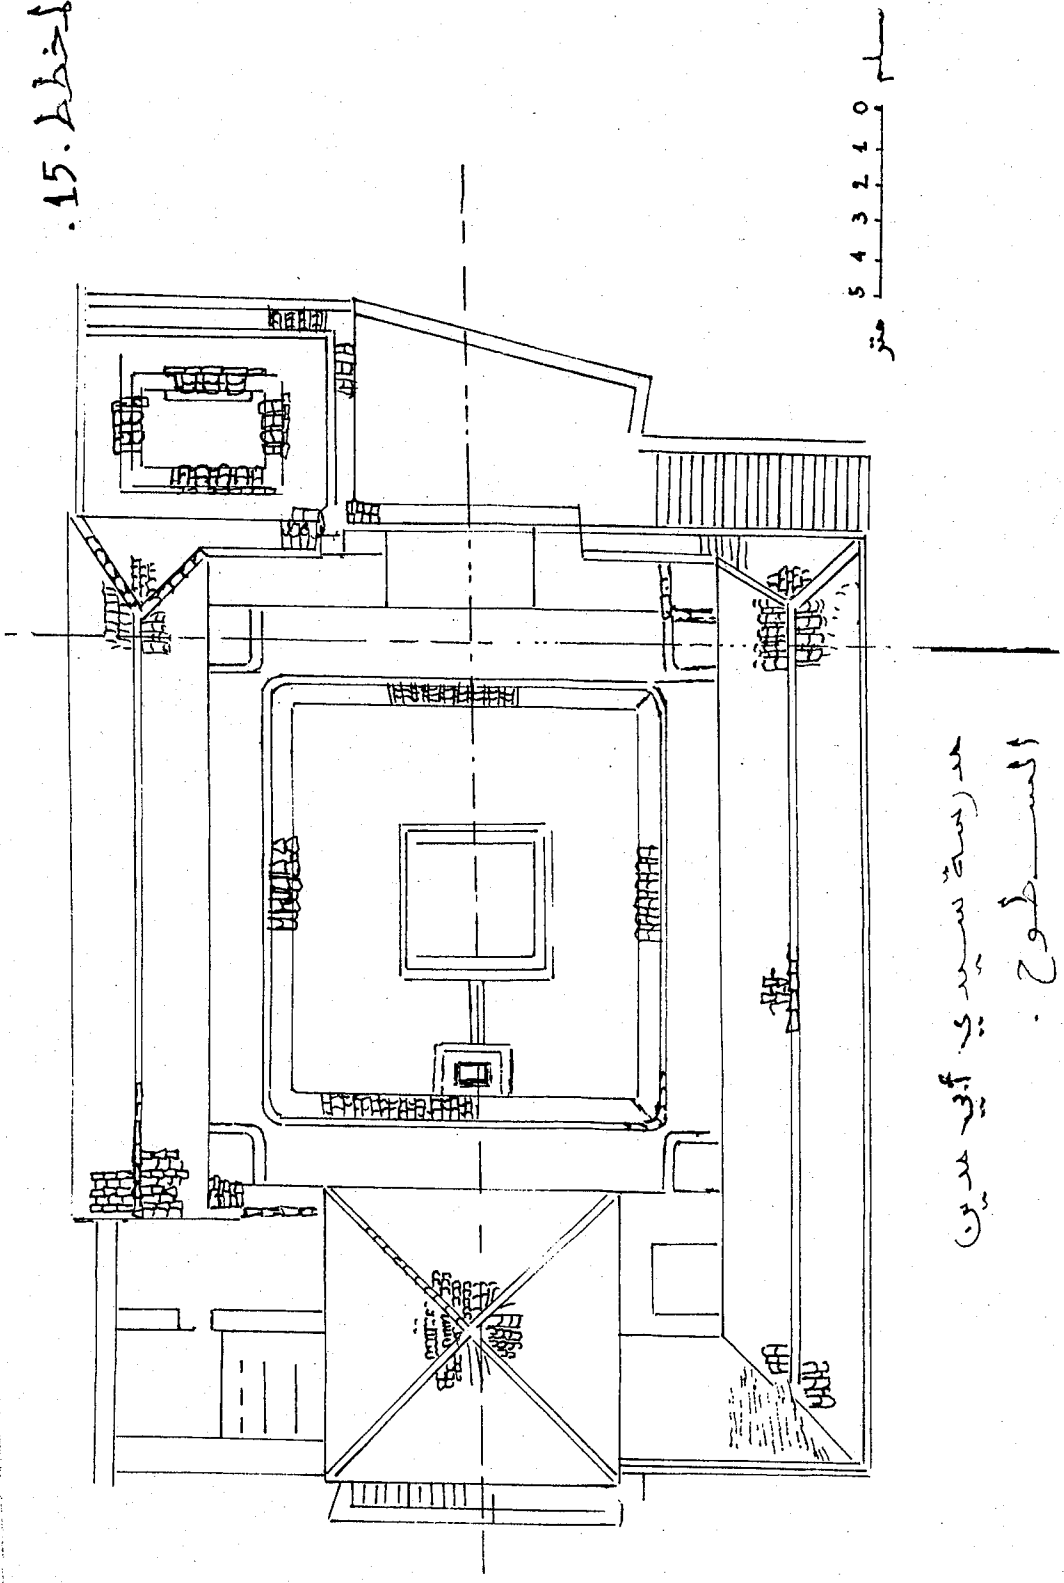 المخطط .15.
سلم 0 1 2 3 4 5 متر
مدرسة سيدي أبي مدين
السطوح .